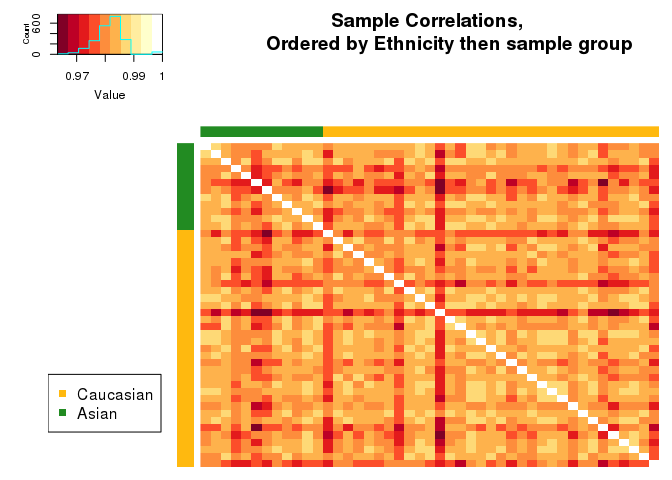 Sample Correlations,
Ordered by Ethnicity then sample group
Count
0
600
0.97
0.99
1
Value
Caucasian
Asian